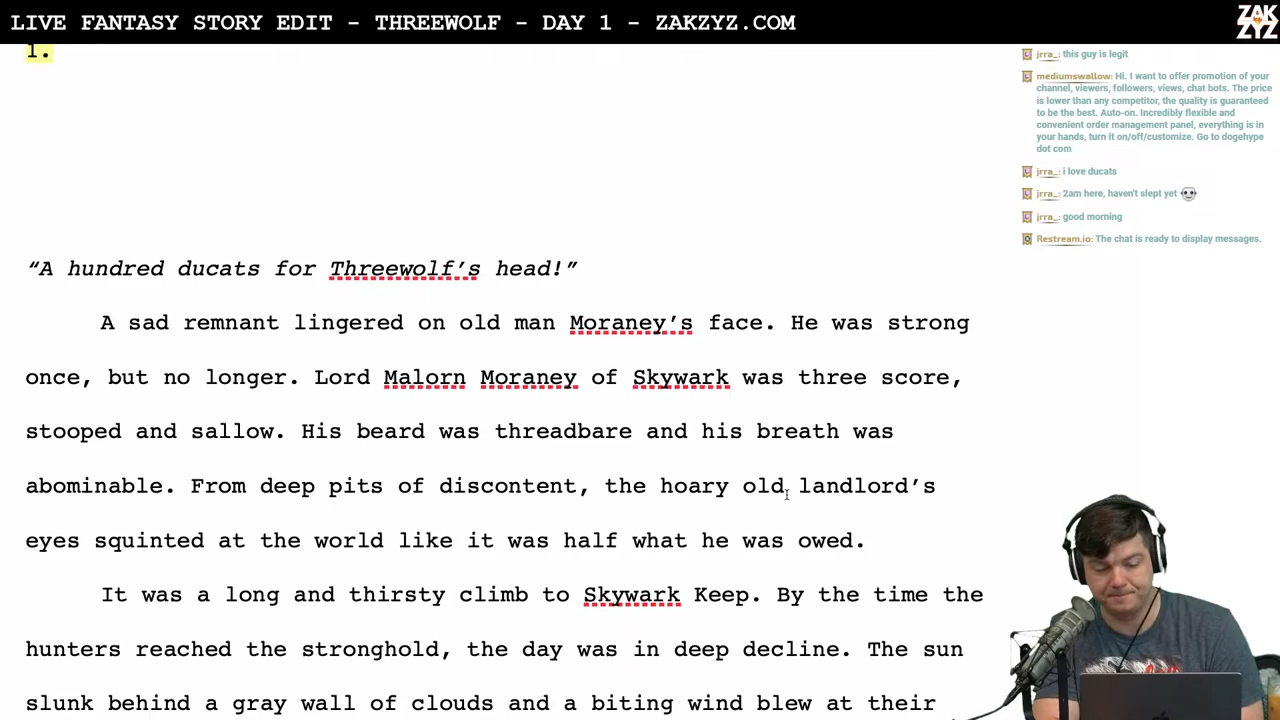 LIVE FANTASY STORY EDIT - THREEWOLF - DAY 1 - ZAKZYZ.COM
ZAK
ZYZ
1.
“A hundred ducats for Threewolf’s head!”
A sad remnant lingered on old man Moraney’s face. He was strong
once, but no longer. Lord Malorn Moraney of Skywark was three score,
stooped and sallow. His beard was threadbare and his breath was
abominable. From deep pits of discontent, the hoary old landlord’s
eyes squinted at the world like it was half what he was owed.
It was a long and thirsty climb to Skywark Keep. By the time the
hunters reached the stronghold, the day was in deep decline. The sun
slunk behind a gray wall of clouds and a biting wind blew at their
jrra_: this guy is legit
mediumswallow: Hi. I want to offer promotion of your
channel, viewers, followers, views, chat bots. The price
is lower than any competitor, the quality is guaranteed
to be the best. Auto-on. Incredibly flexible and
convenient order management panel, everything is in
your hands, turn it on/off/customize. Go to dogehype
dot com
jrra_: i love ducats
jrra_: 2am here, haven't slept yet
jrra_: good morning
Restream.io: The chat is ready to display messages.